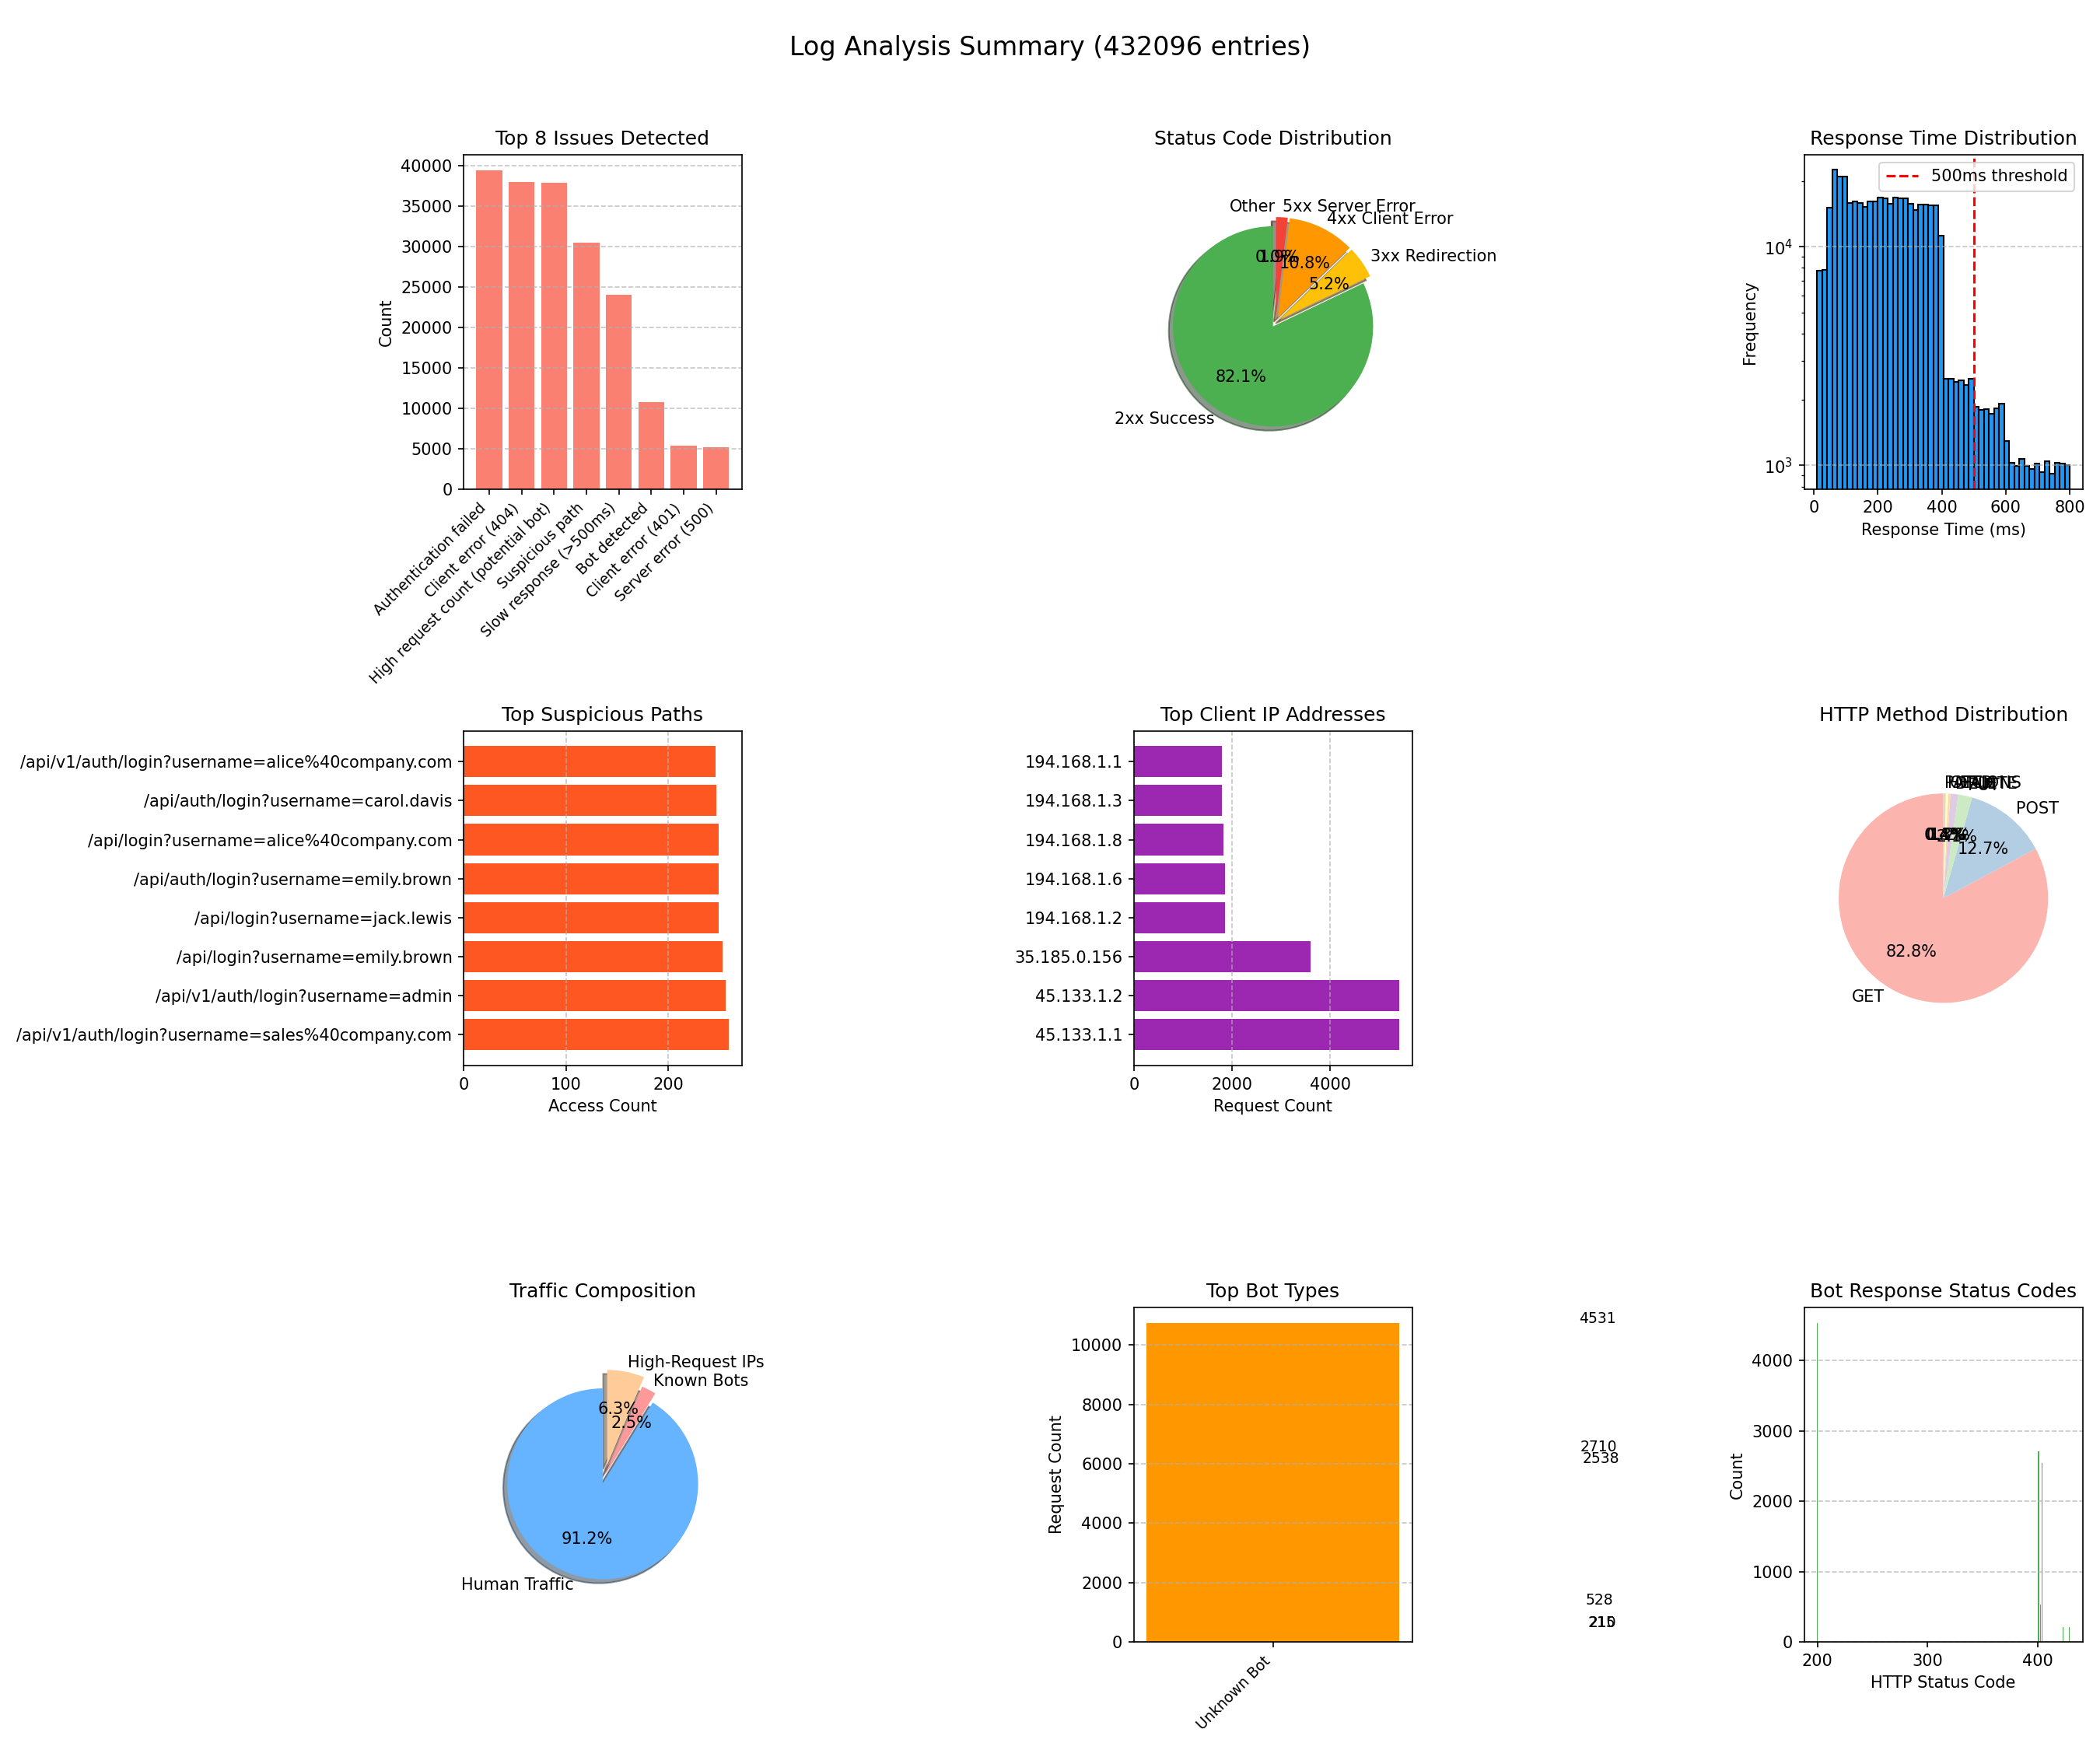 Log Analysis Summary (432096 entries)
Top 8 Issues Detected
Count
40000
35000
30000
25000
20000
15000
10000
5000
0
Authentication failed
Client error (404)
High request count (potential bot)
Suspicious path
Slow response (>500ms)
Bot detected
Client error (401)
Server error (500)
Status Code Distribution
Other
5xx Server Error
4xx Client Error
3xx Redirection
2xx Success
1.9%
10.8%
5.2%
82.1%
Response Time Distribution
500ms threshold
Frequency
10^4
10^3
0 200 400 600 800
Response Time (ms)
Top Suspicious Paths
/api/v1/auth/login?username=alice%40company.com
/api/auth/login?username=carol.davis
/api/login?username=alice%40company.com
/api/auth/login?username=emily.brown
/api/login?username=jack.lewis
/api/login?username=emily.brown
/api/v1/auth/login?username=admin
/api/v1/auth/login?username=sales%40company.com
0 100 200
Access Count
Top Client IP Addresses
194.168.1.1
194.168.1.3
194.168.1.8
194.168.1.6
194.168.1.2
35.185.0.156
45.133.1.2
45.133.1.1
0 2000 4000
Request Count
HTTP Method Distribution
POST
12.7%
82.8%
GET
Traffic Composition
High-Request IPs
Known Bots
6.3%
2.5%
91.2%
Human Traffic
Top Bot Types
Request Count
10000
8000
6000
4000
2000
0
Unknown Bot
Bot Response Status Codes
4531
2710
2538
528
Count
4000
3000
2000
1000
0
200 300 400
HTTP Status Code